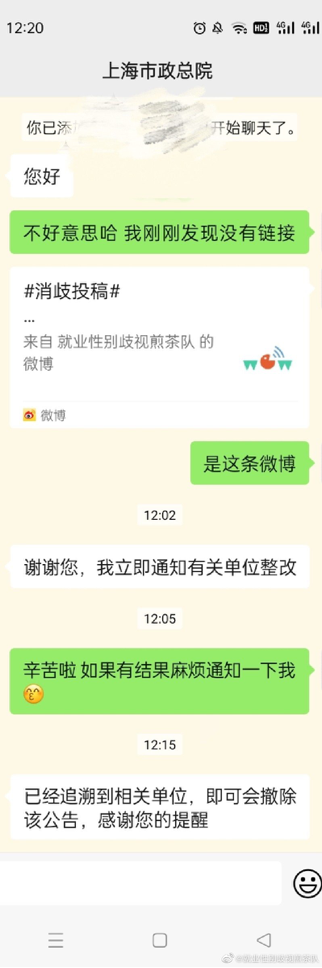 12:20
HD
4G
4G
上海市政总院
你已添
开始聊天了。
您好
不好意思哈 我刚刚发现没有链接
#消歧投稿#
...
来自 就业性别歧视煎茶队 的
微博
微博
是这条微博
12:02
谢谢您，我立即通知有关单位整改
12:05
辛苦啦 如果有结果麻烦通知一下我
12:15
已经追溯到相关单位，即可会撤除
该公告，感谢您的提醒
@就业性别歧视监察大队